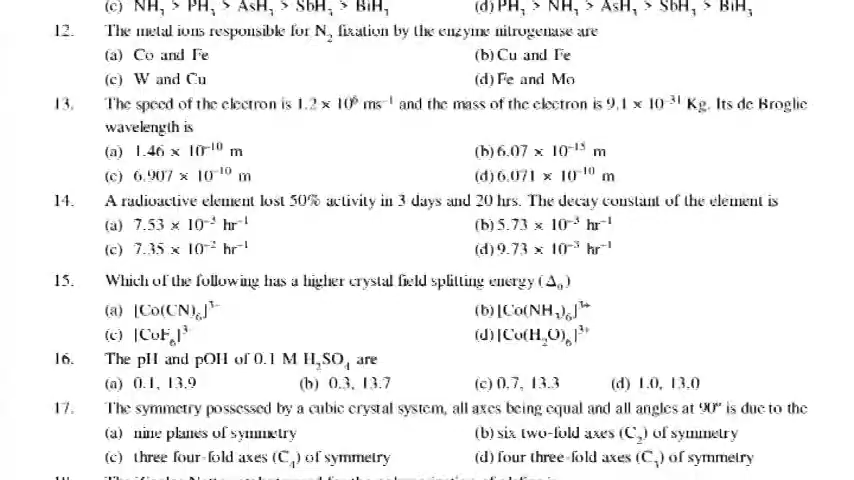 (c) NH₃ > PH₃ > AsH₃ > SbH₃ > BiH₃ (d) PH₃ > NH₃ > AsH₃ > SbH₃ > BiH₃
12. The metal ions responsible for N₂ fixation by the enzyme nitrogenase are
(a) Co and Fe (b) Cu and Fe
(c) W and Cu (d) Fe and Mo
13. The speed of the electron is 1.2 × 10⁶ ms⁻¹ and the mass of the electron is 9.1 × 10⁻³¹ Kg. Its de Broglie
wavelength is
(a) 1.46 × 10⁻¹⁰ m (b) 6.07 × 10⁻¹⁵ m
(c) 6.907 × 10⁻¹⁰ m (d) 6.071 × 10⁻¹⁰ m
14. A radioactive element lost 50% activity in 3 days and 20 hrs. The decay constant of the element is
(a) 7.53 × 10⁻³ hr⁻¹ (b) 5.73 × 10⁻³ hr⁻¹
(c) 7.35 × 10⁻² hr⁻¹ (d) 9.73 × 10⁻³ hr⁻¹
15. Which of the following has a higher crystal field splitting energy (Δ₀)
(a) [Co(CN)₆]³⁻ (b) [Co(NH₃)₆]³⁺
(c) [CoF₆]³⁻ (d) [Co(H₂O)₆]³⁺
16. The pH and pOH of 0.1 M H₂SO₄ are
(a) 0.1, 13.9 (b) 0.3, 13.7 (c) 0.7, 13.3 (d) 1.0, 13.0
17. The symmetry possessed by a cubic crystal system, all axes being equal and all angles at 90° is due to the
(a) nine planes of symmetry (b) six two-fold axes (C₂) of symmetry
(c) three four-fold axes (C₄) of symmetry (d) four three-fold axes (C₃) of symmetry